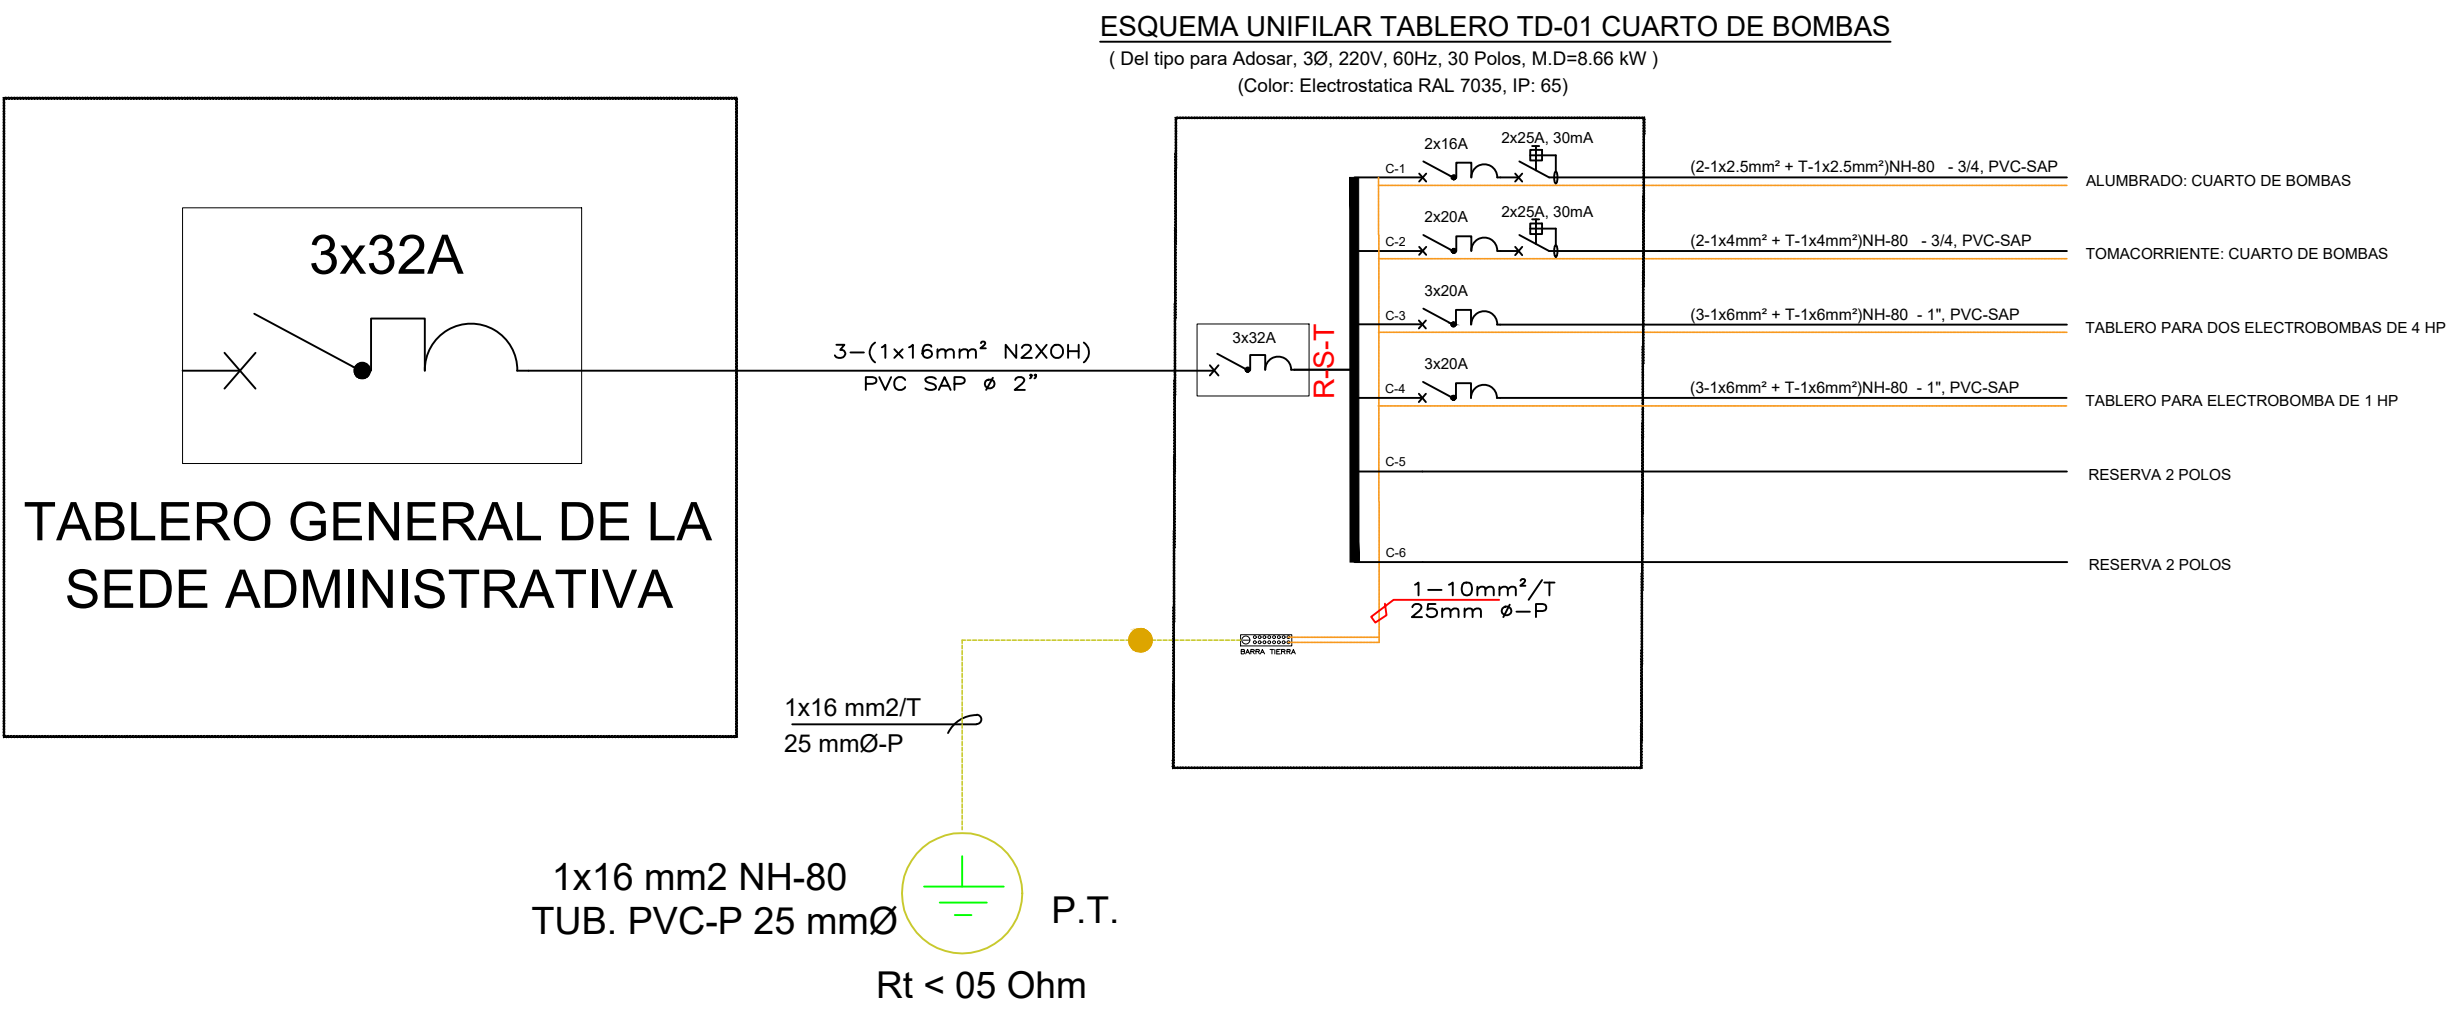 ESQUEMA UNIFILAR TABLERO TD-01 CUARTO DE BOMBAS
( Del tipo para Adosar, 3Ø, 220V, 60Hz, 30 Polos, M.D=8.66 kW )
(Color: Electrostatica RAL 7035, IP: 65)
3x32A
TABLERO GENERAL DE LA
SEDE ADMINISTRATIVA
3-(1x16mm² N2XOH)
PVC SAP ø 2"
3x32A
R-S-T
C-1
2x16A
2x25A, 30mA
(2-1x2.5mm² + T-1x2.5mm²)NH-80 - 3/4, PVC-SAP
ALUMBRADO: CUARTO DE BOMBAS
C-2
2x20A
2x25A, 30mA
(2-1x4mm² + T-1x4mm²)NH-80 - 3/4, PVC-SAP
TOMACORRIENTE: CUARTO DE BOMBAS
C-3
3x20A
(3-1x6mm² + T-1x6mm²)NH-80 - 1", PVC-SAP
TABLERO PARA DOS ELECTROBOMBAS DE 4 HP
C-4
3x20A
(3-1x6mm² + T-1x6mm²)NH-80 - 1", PVC-SAP
TABLERO PARA ELECTROBOMBA DE 1 HP
C-5
RESERVA 2 POLOS
C-6
RESERVA 2 POLOS
1-10mm²/T
25mm ø-P
BARRA TIERRA
1x16 mm2/T
25 mmØ-P
1x16 mm2 NH-80
TUB. PVC-P 25 mmØ
P.T.
Rt < 05 Ohm